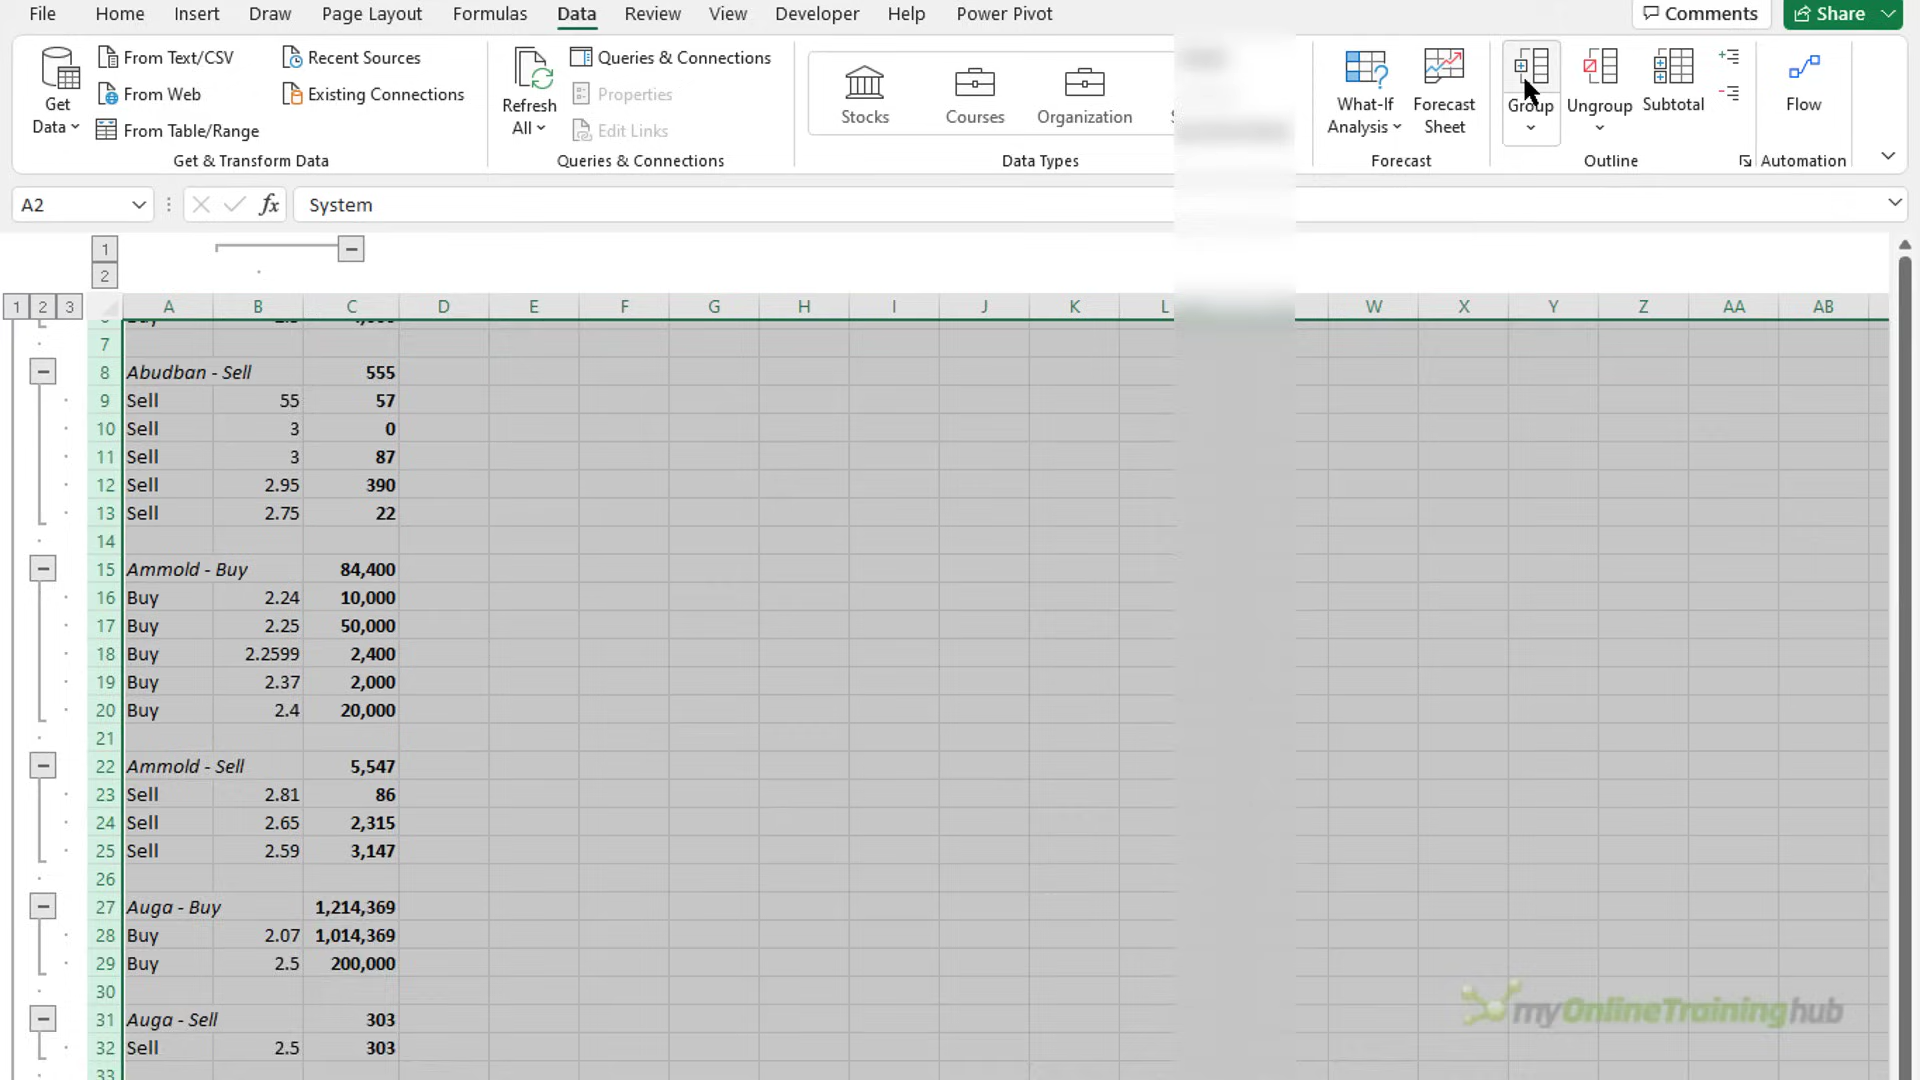 File Home Insert Draw Page Layout Formulas Data Review View Developer Help Power Pivot Comments Share
From Text/CSV Recent Sources Queries & Connections
Get Data From Web Existing Connections Refresh All Properties Stocks Courses Organization What-If Analysis Forecast Sheet Group Ungroup Subtotal Flow
From Table/Range Edit Links
Get & Transform Data Queries & Connections Data Types Forecast Outline Automation
A2 fx System
1
2
1 2 3 A B C D E F G H I J K L W X Y Z AA AB
7
8 Abudban - Sell 555
9 Sell 55 57
10 Sell 3 0
11 Sell 3 87
12 Sell 2.95 390
13 Sell 2.75 22
14
15 Ammold - Buy 84,400
16 Buy 2.24 10,000
17 Buy 2.25 50,000
18 Buy 2.2599 2,400
19 Buy 2.37 2,000
20 Buy 2.4 20,000
21
22 Ammold - Sell 5,547
23 Sell 2.81 86
24 Sell 2.65 2,315
25 Sell 2.59 3,147
26
27 Auga - Buy 1,214,369
28 Buy 2.07 1,014,369
29 Buy 2.5 200,000
30
31 Auga - Sell 303
32 Sell 2.5 303
33
myOnlineTraininghub